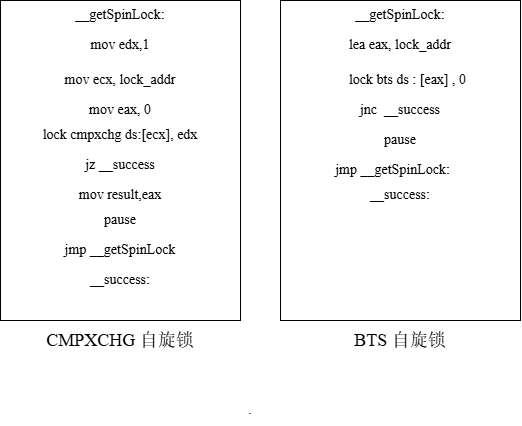 __getSpinLock:
mov edx,1
mov ecx, lock_addr
mov eax, 0
lock cmpxchg ds:[ecx], edx
jz __success
mov result,eax
pause
jmp __getSpinLock
__success:
CMPXCHG 自旋锁
__getSpinLock:
lea eax, lock_addr
lock bts ds : [eax] , 0
jnc __success
pause
jmp __getSpinLock:
__success:
BTS 自旋锁
.